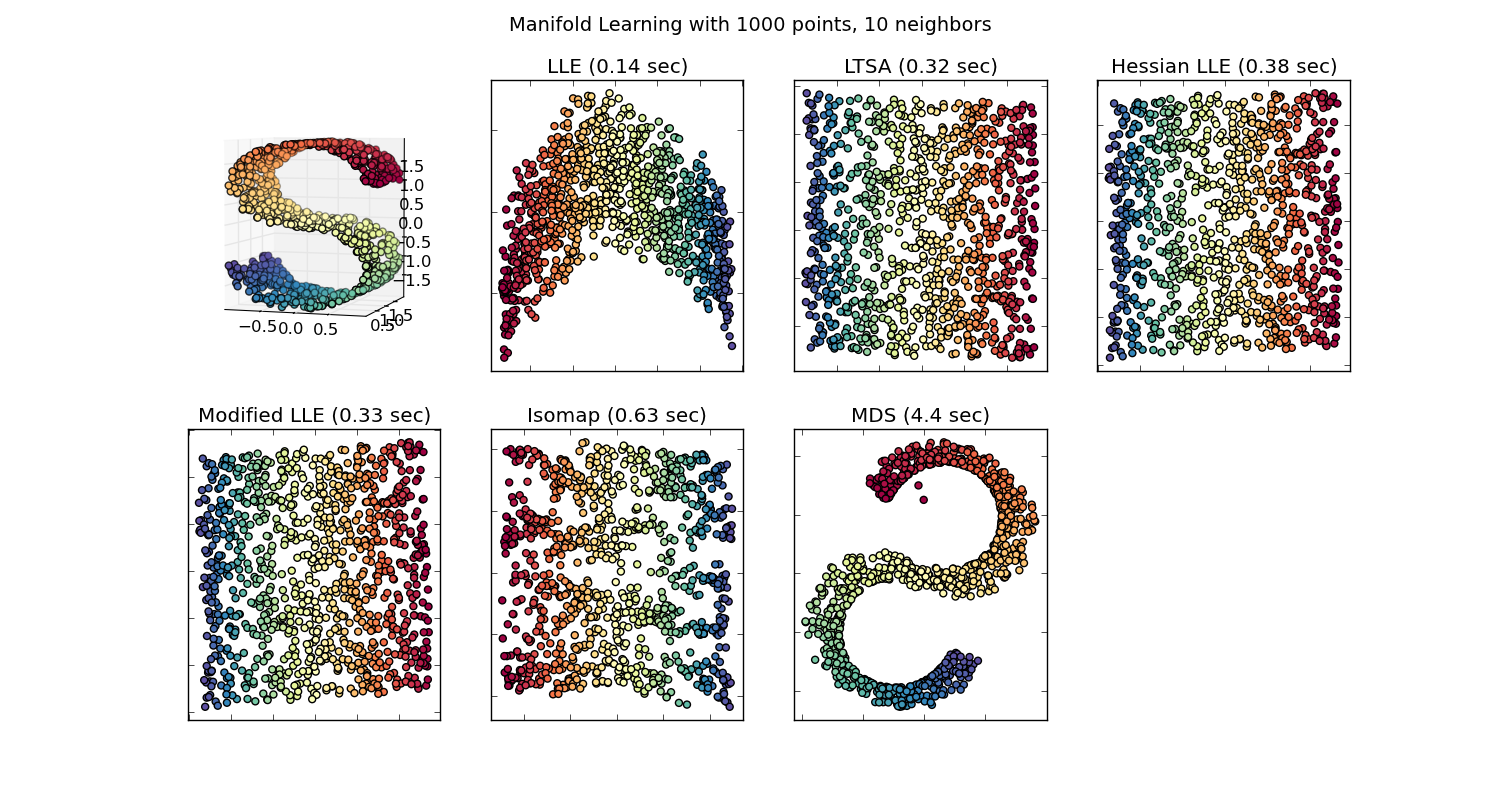 Manifold Learning with 1000 points, 10 neighbors
LLE (0.14 sec)
LTSA (0.32 sec)
Hessian LLE (0.38 sec)
1.5
1.0
0.5
0.0
−0.5
−1.0
−1.5
−0.5 0.0 0.5
Modified LLE (0.33 sec)
Isomap (0.63 sec)
MDS (4.4 sec)